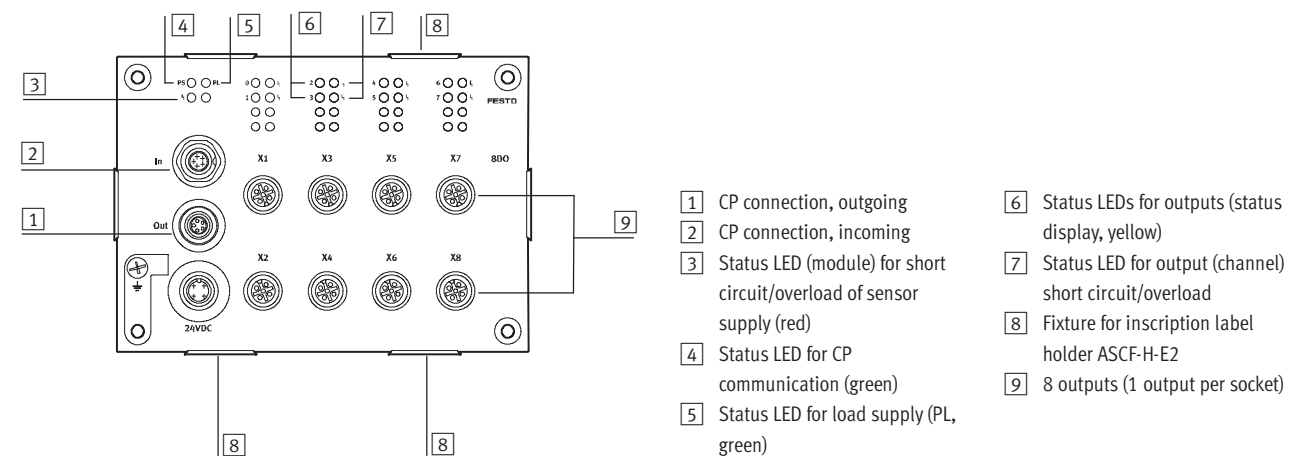 4 5 6 7 8
PS PL 0 2 4 6
3
1 3 5 7
FESTO
2
In X1 X3 X5 X7 8DO
1
Out
9
X2 X4 X6 X8
24VDC
8 8
1 CP connection, outgoing
2 CP connection, incoming
3 Status LED (module) for short
circuit/overload of sensor
supply (red)
4 Status LED for CP
communication (green)
5 Status LED for load supply (PL,
green)
6 Status LEDs for outputs (status
display, yellow)
7 Status LED for output (channel)
short circuit/overload
8 Fixture for inscription label
holder ASCF-H-E2
9 8 outputs (1 output per socket)